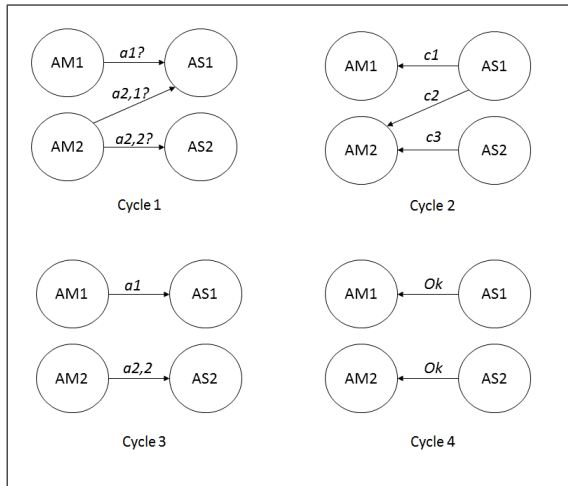 AM1 a1? AS1
a2,1?
AM2 a2,2? AS2
Cycle 1
AM1 c1 AS1
c2
AM2 c3 AS2
Cycle 2
AM1 a1 AS1
AM2 a2,2 AS2
Cycle 3
AM1 Ok AS1
AM2 Ok AS2
Cycle 4